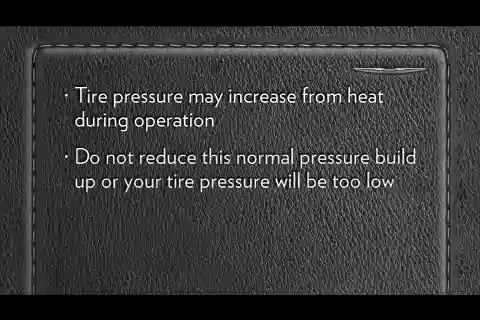 · Tire pressure may increase from heat
during operation
· Do not reduce this normal pressure build
up or your tire pressure will be too low